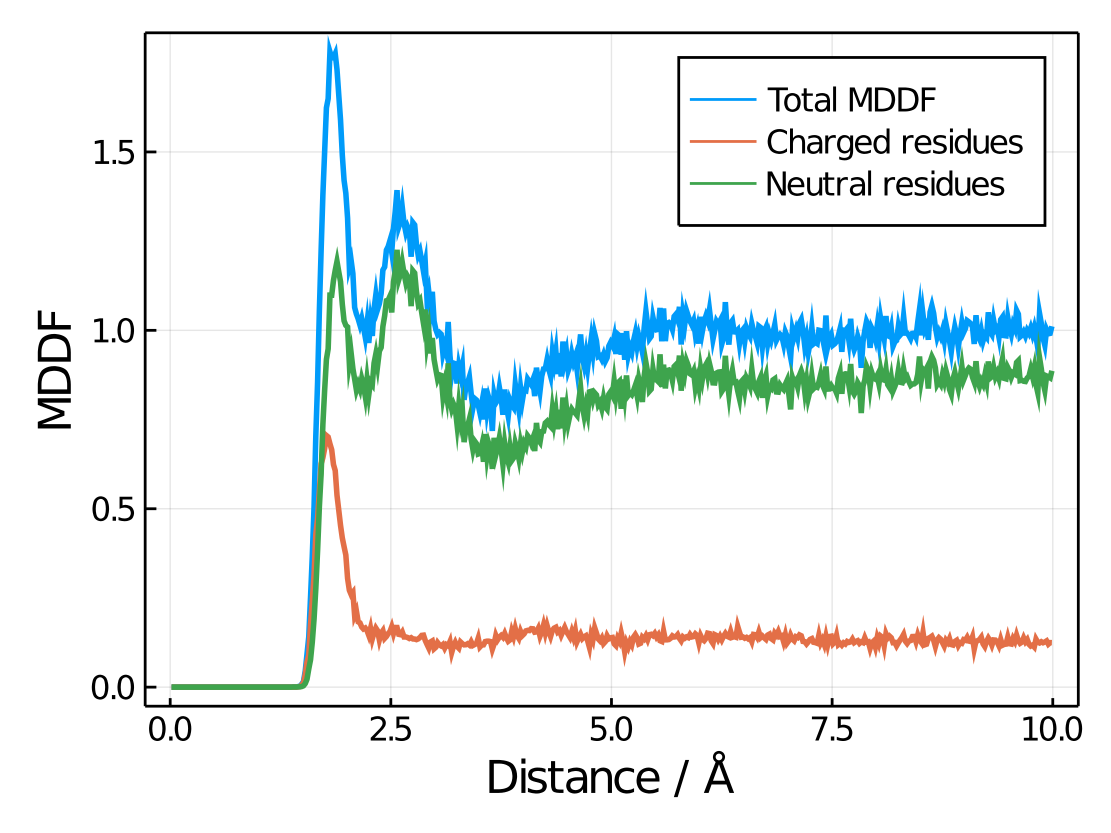 Total MDDF
Charged residues
Neutral residues
MDDF
1.5
1.0
0.5
0.0
0.0 2.5 5.0 7.5 10.0
Distance / Å